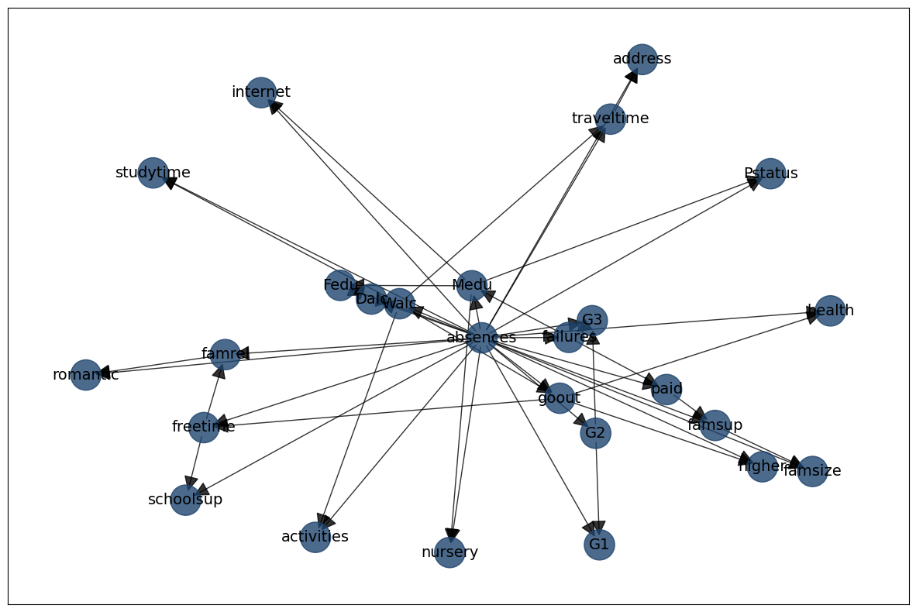 address
internet
traveltime
studytime
Pstatus
Fedu
Medu
Dalc
Walc
health
G3
absences
failures
famrel
romantic
paid
goout
freetime
famsup
G2
higher
famsize
schoolsup
activities
G1
nursery